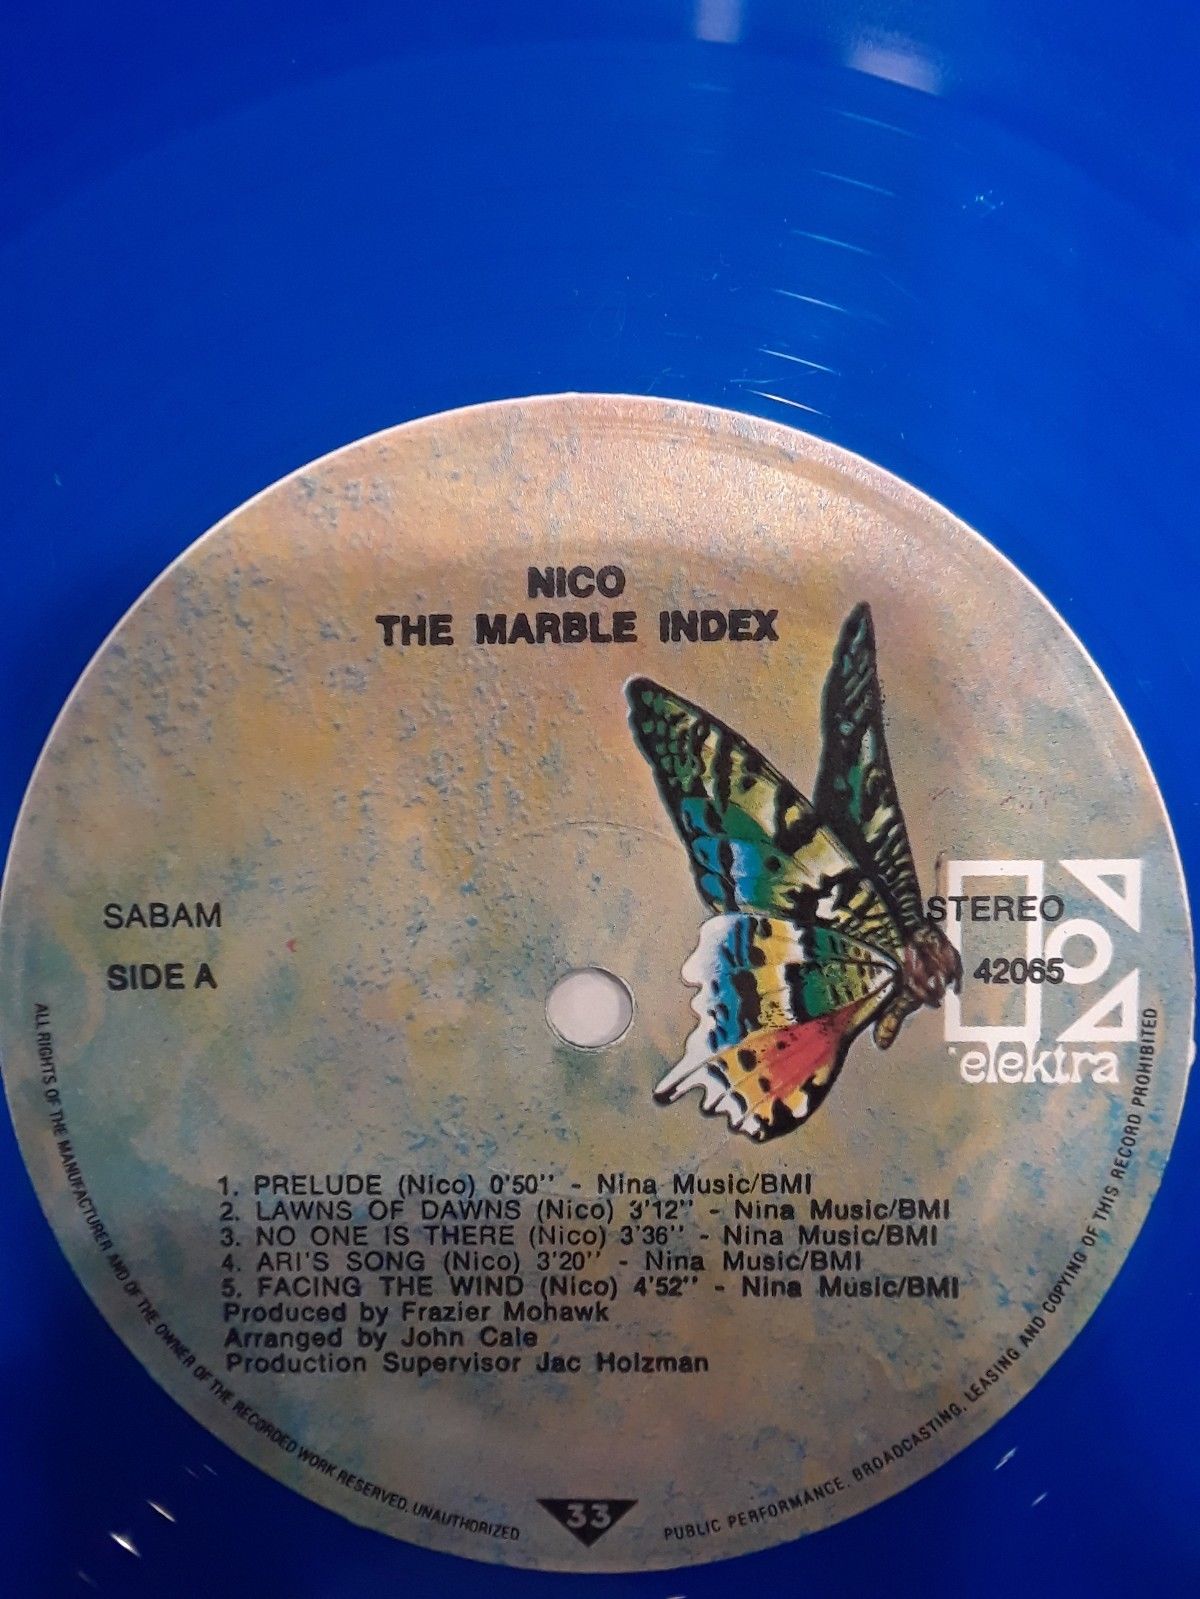 NICO
THE MARBLE INDEX
SABAM
STEREO
SIDE A
42065
elektra
1. PRELUDE (Nico) 0'50'' - Nina Music/BMI
2. LAWNS OF DAWNS (Nico) 3'12'' - Nina Music/BMI
3. NO ONE IS THERE (Nico) 3'36'' - Nina Music/BMI
4. ARI'S SONG (Nico) 3'20'' - Nina Music/BMI
5. FACING THE WIND (Nico) 4'52'' - Nina Music/BMI
Produced by Frazier Mohawk
Arranged by John Cale
Production Supervisor Jac Holzman
ALL RIGHTS OF THE MANUFACTURER AND OF THE OWNER OF THE RECORDED WORK RESERVED. UNAUTHORIZED
33
PUBLIC PERFORMANCE. BROADCASTING, LEASING AND COPYING OF THIS RECORD PROHIBITED